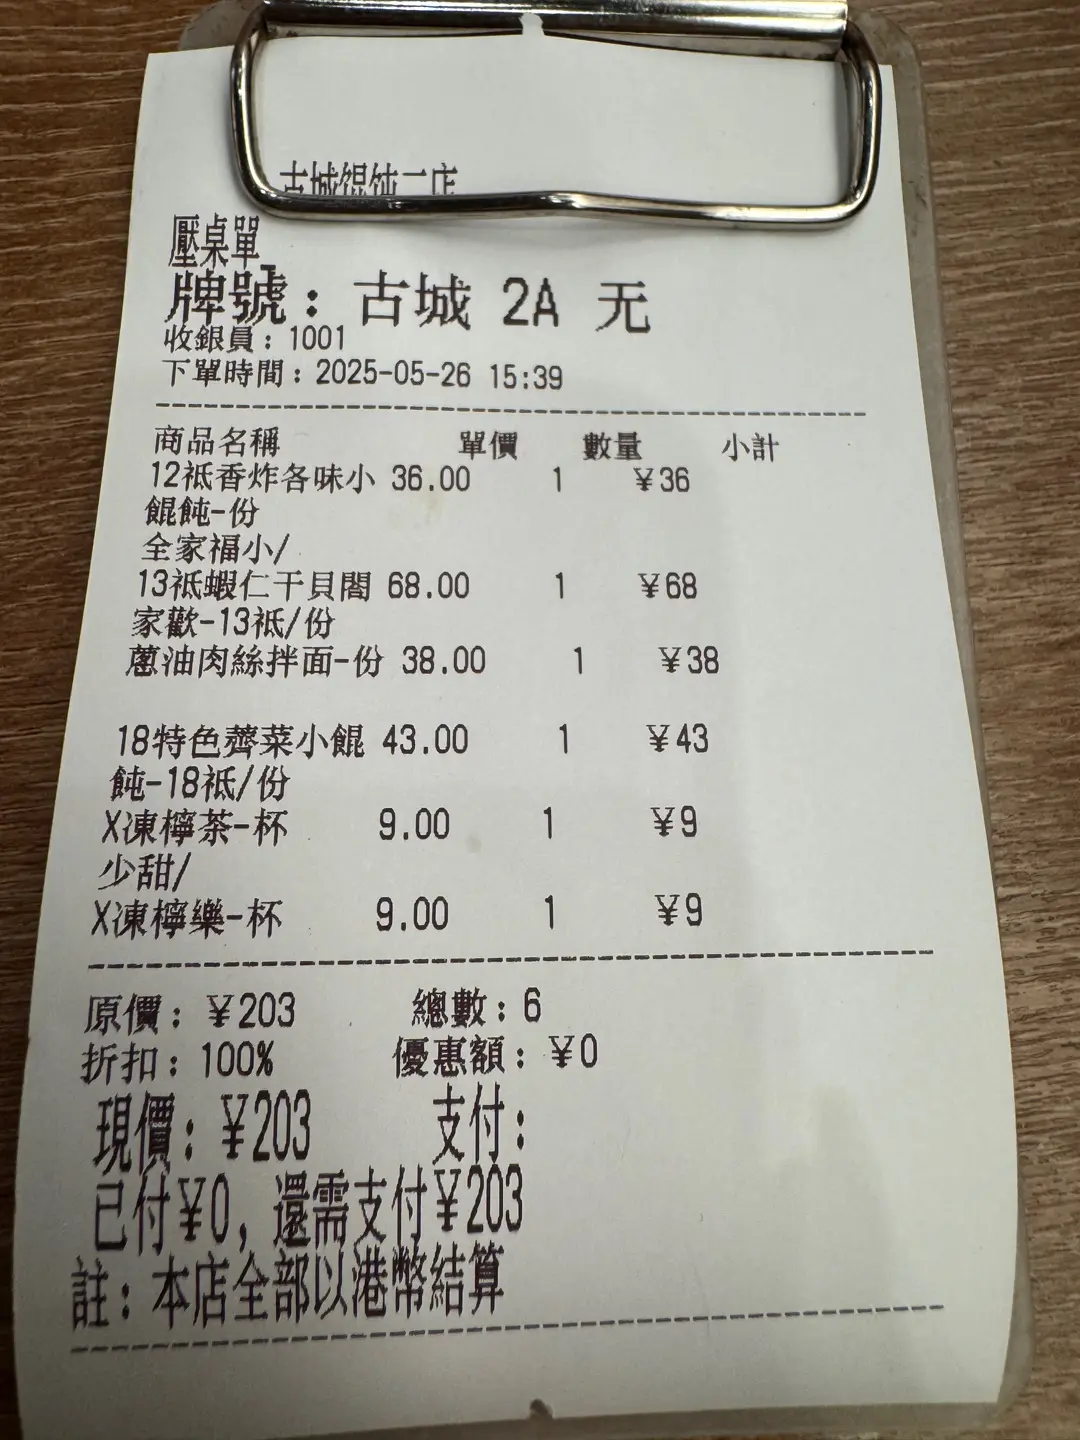 古城餛飩二店
壓桌單
牌號：古城 2A 无
收銀員：1001
下單時間：2025-05-26 15:39
商品名稱 單價 數量 小計
12祇香炸各味小 36.00 1 ¥36
餛飩-份
全家福小/
13祇蝦仁干貝閤 68.00 1 ¥68
家歡-13祇/份
蔥油肉絲拌面-份 38.00 1 ¥38
18特色薺菜小餛 43.00 1 ¥43
飩-18祇/份
X凍檸茶-杯 9.00 1 ¥9
少甜/
X凍檸樂-杯 9.00 1 ¥9
原價：¥203 總數：6
折扣：100% 優惠額：¥0
現價：¥203 支付：
已付¥0, 還需支付¥203
註：本店全部以港幣結算